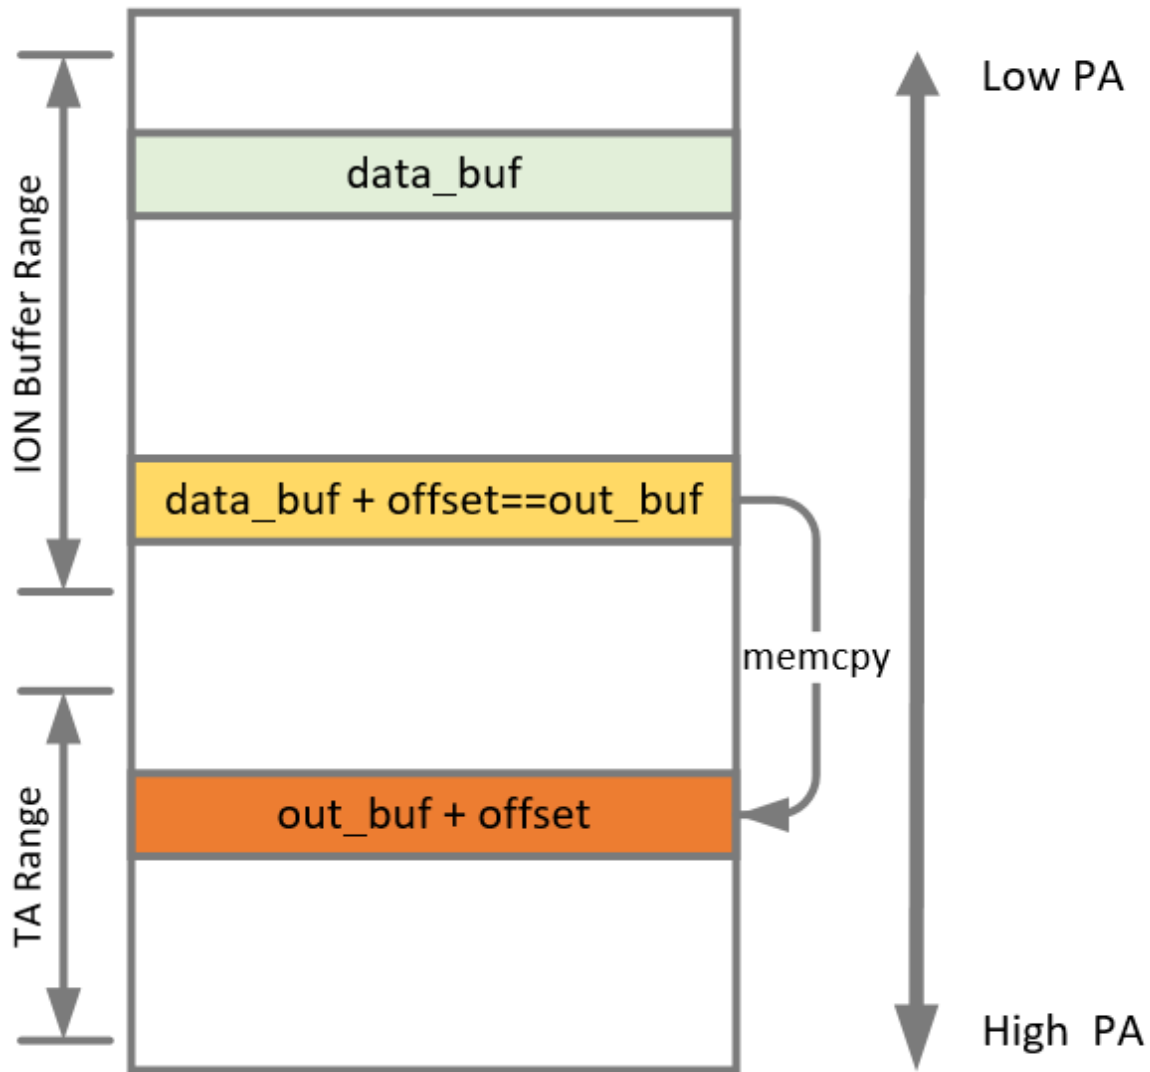 Low PA
data_buf
ION Buffer Range
data_buf + offset==out_buf
memcpy
out_buf + offset
TA Range
High PA